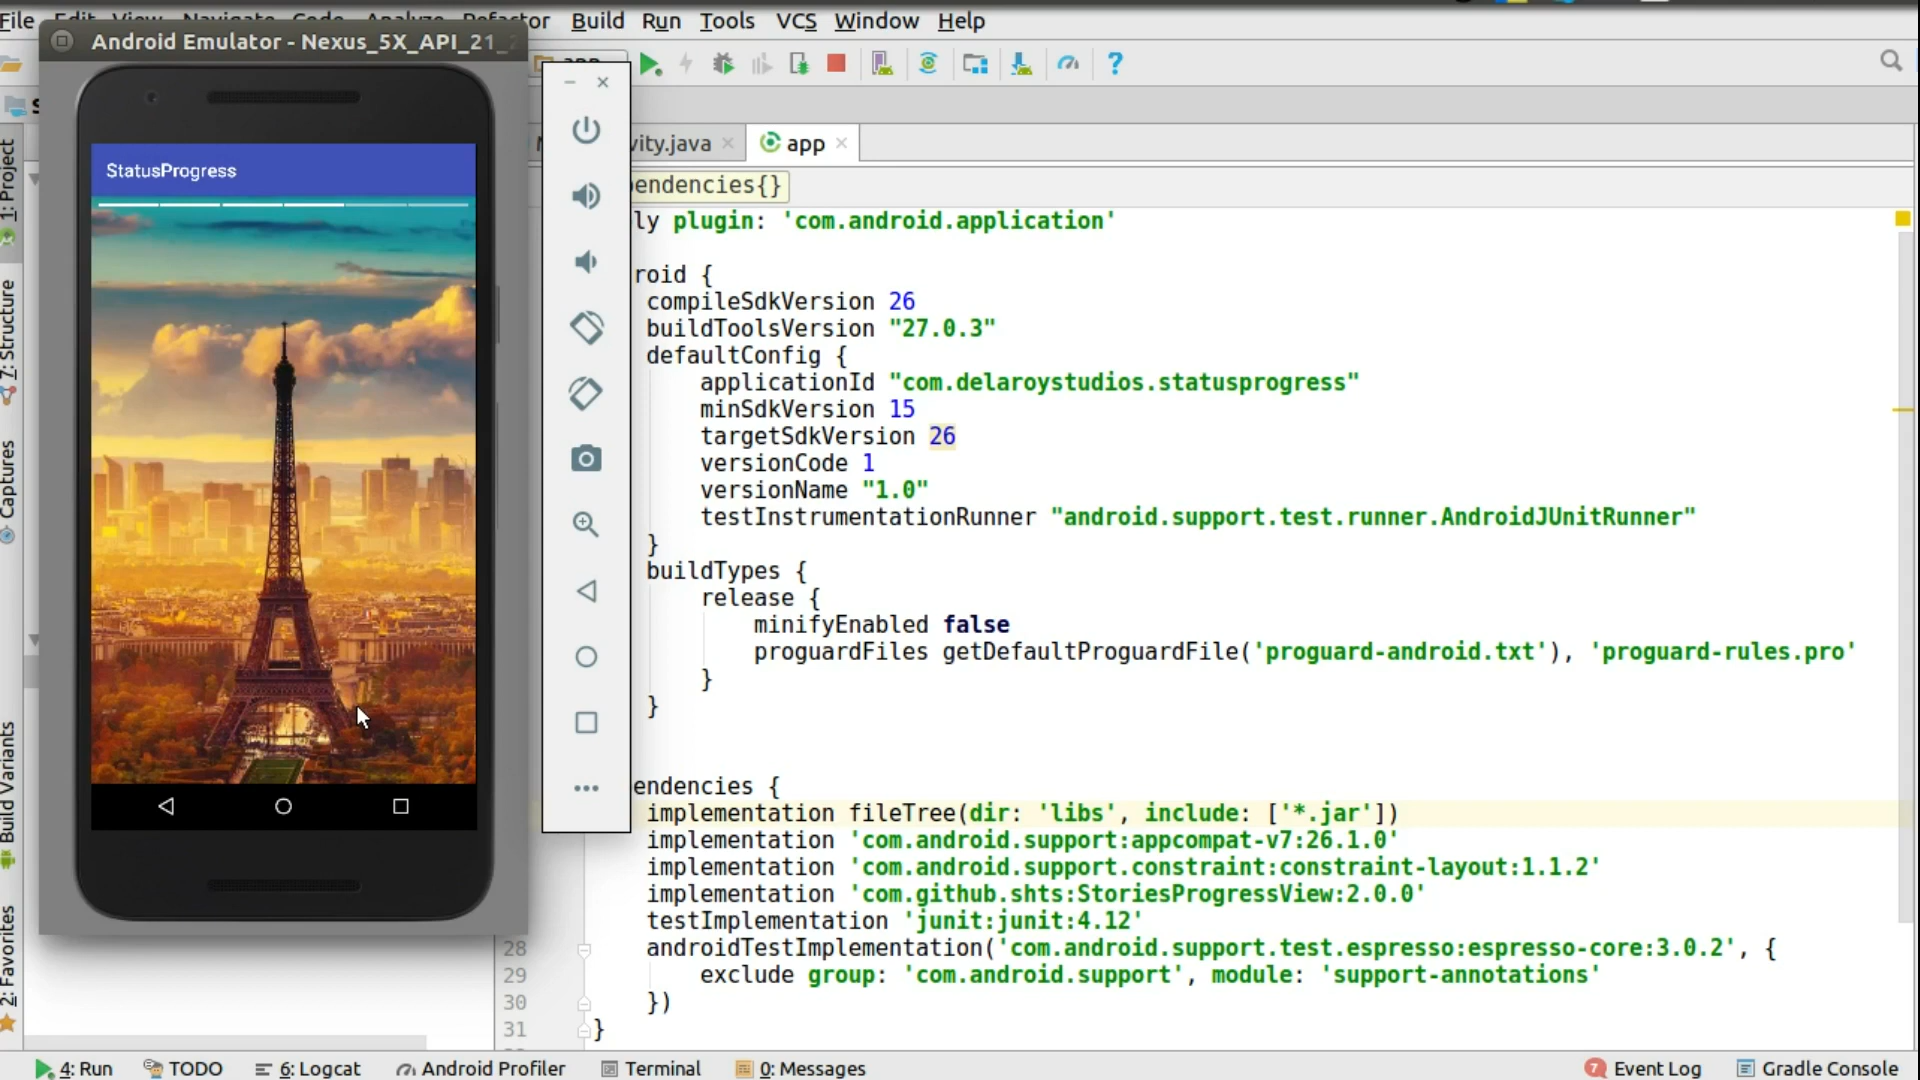 File Edit View Navigate Code Analyze Refactor Build Run Tools VCS Window Help
Android Emulator - Nexus_5X_API_21_
app
StatusProgress
vity.java
app
endencies{}
ly plugin: 'com.android.application'
roid {
compileSdkVersion 26
buildToolsVersion "27.0.3"
defaultConfig {
applicationId "com.delaroystudios.statusprogress"
minSdkVersion 15
targetSdkVersion 26
versionCode 1
versionName "1.0"
testInstrumentationRunner "android.support.test.runner.AndroidJUnitRunner"
}
buildTypes {
release {
minifyEnabled false
proguardFiles getDefaultProguardFile('proguard-android.txt'), 'proguard-rules.pro'
}
}
endencies {
implementation fileTree(dir: 'libs', include: ['*.jar'])
implementation 'com.android.support:appcompat-v7:26.1.0'
implementation 'com.android.support.constraint:constraint-layout:1.1.2'
implementation 'com.github.shts:StoriesProgressView:2.0.0'
testImplementation 'junit:junit:4.12'
28 androidTestImplementation('com.android.support.test.espresso:espresso-core:3.0.2', {
29 exclude group: 'com.android.support', module: 'support-annotations'
30 })
31 }
1: Project
7: Structure
Captures
Build Variants
2: Favorites
4: Run TODO 6: Logcat Android Profiler Terminal 0: Messages 7 Event Log Gradle Console